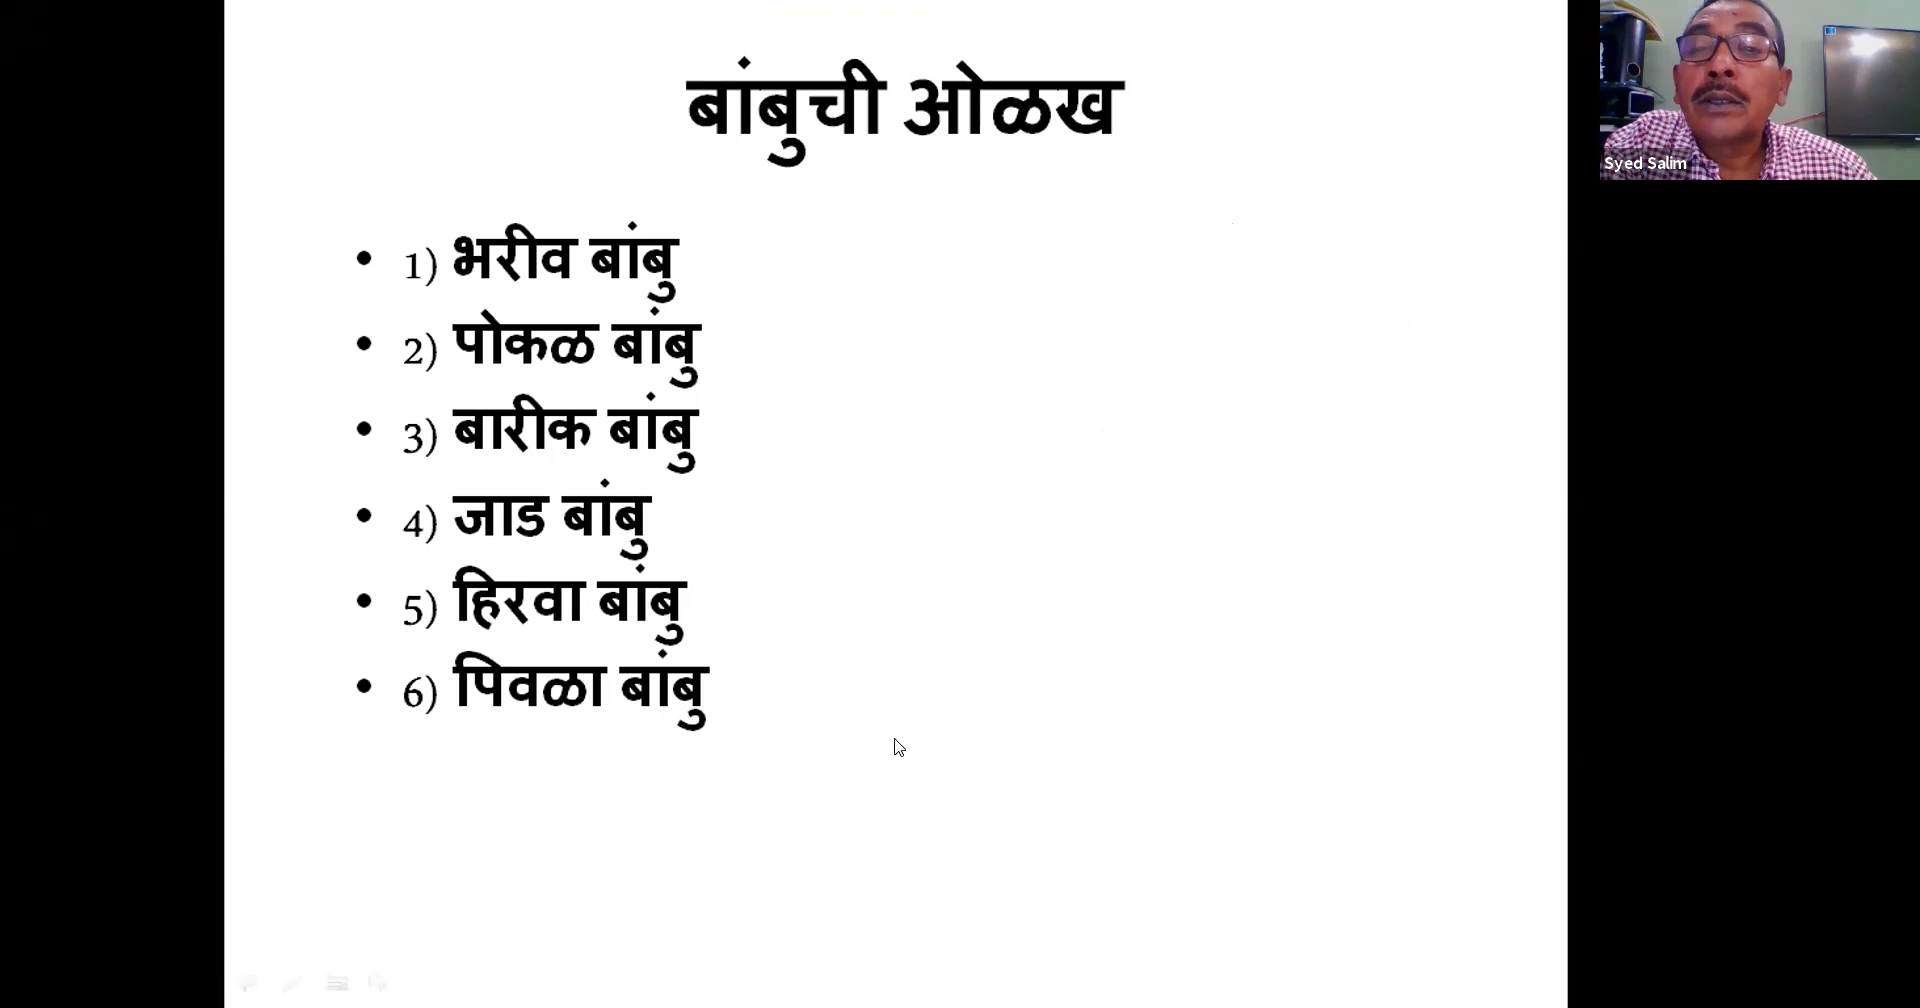 बांबुची ओळख
• 1) भरीव बांबु
• 2) पोकळ बांबु
• 3) बारीक बांबु
• 4) जाड बांबु
• 5) हिरवा बांबु
• 6) पिवळा बांबु
Syed Salim